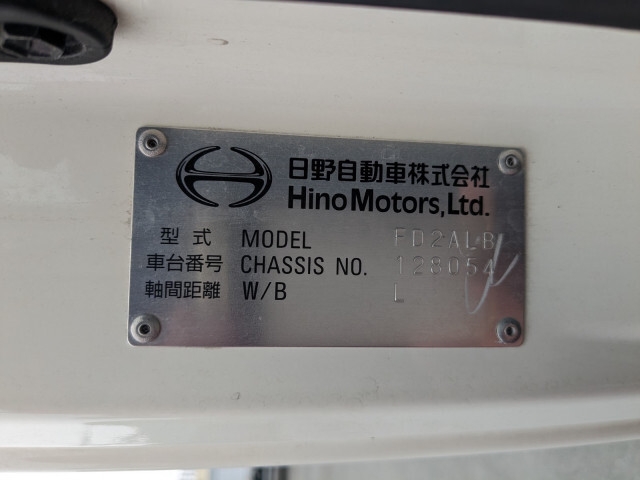 日野自動車株式会社
Hino Motors,Ltd.
型式 MODEL FD2ALB
車台番号 CHASSIS NO. 128054
軸間距離 W/B L